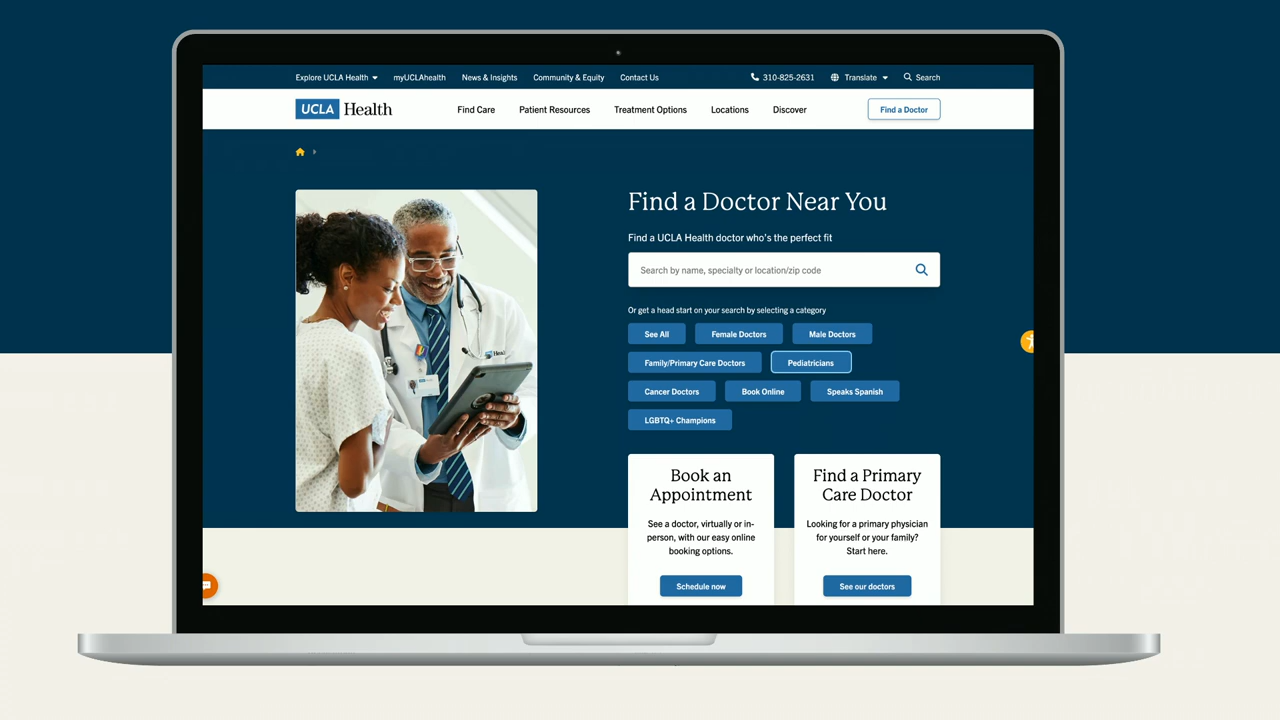 Explore UCLA Health
myUCLAhealth
News & Insights
Community & Equity
Contact Us
310-825-2631
Translate
Search
UCLA Health
Find Care
Patient Resources
Treatment Options
Locations
Discover
Find a Doctor
Find a Doctor Near You
Find a UCLA Health doctor who's the perfect fit
Search by name, specialty or location/zip code
Or get a head start on your search by selecting a category
See All
Female Doctors
Male Doctors
Family/Primary Care Doctors
Pediatricians
Cancer Doctors
Book Online
Speaks Spanish
LGBTQ+ Champions
Book an
Appointment
See a doctor, virtually or in-
person, with our easy online
booking options.
Schedule now
Find a Primary
Care Doctor
Looking for a primary physician
for yourself or your family?
Start here.
See our doctors